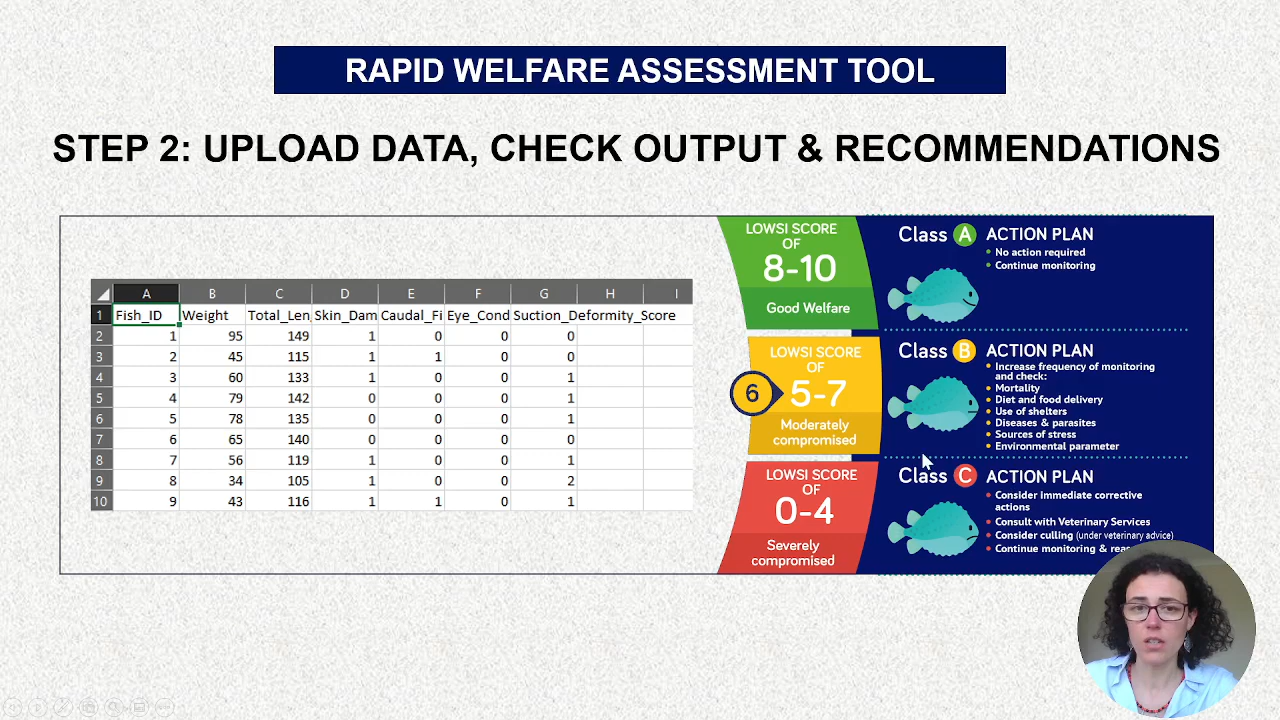 RAPID WELFARE ASSESSMENT TOOL
STEP 2: UPLOAD DATA, CHECK OUTPUT & RECOMMENDATIONS
A B C D E F G H I
1 Fish_ID Weight Total_Len Skin_Dam Caudal_Fi Eye_Cond Suction_Deformity_Score
2 1 95 149 1 0 0 0
3 2 45 115 1 1 0 0
4 3 60 133 1 0 0 1
5 4 79 142 0 0 0 1
6 5 78 135 0 0 0 1
7 6 65 140 0 0 0 0
8 7 56 119 1 0 0 1
9 8 34 105 1 0 0 2
10 9 43 116 1 1 0 1
LOWSI SCORE
OF
8-10
Good Welfare
Class A ACTION PLAN
• No action required
• Continue monitoring
LOWSI SCORE
OF
6 5-7
Moderately
compromised
Class B ACTION PLAN
• Increase frequency of monitoring
and check:
• Mortality
• Diet and food delivery
• Use of shelters
• Diseases & parasites
• Sources of stress
• Environmental parameter
LOWSI SCORE
OF
0-4
Severely
compromised
Class C ACTION PLAN
• Consider immediate corrective
actions
• Consult with Veterinary Services
• Consider culling (under veterinary advice)
• Continue monitoring &